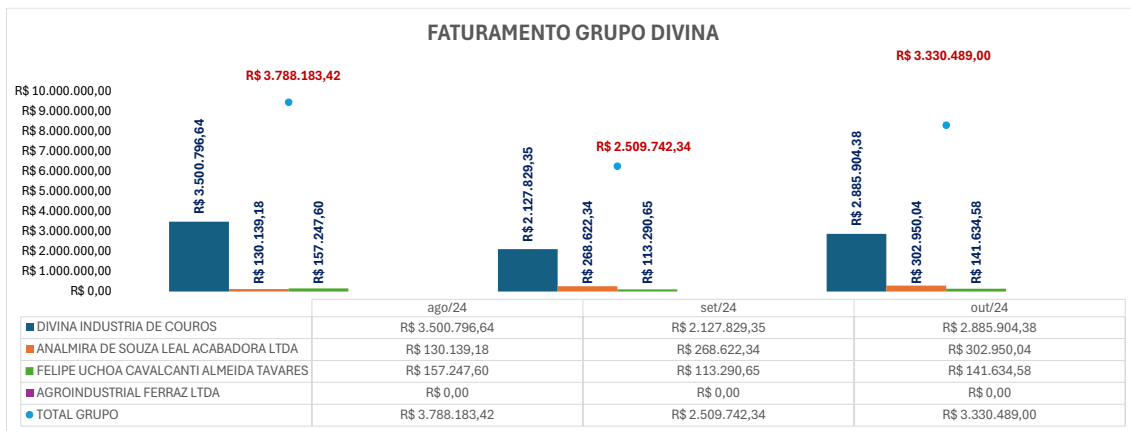 FATURAMENTO GRUPO DIVINA
R$ 3.788.183,42
R$ 2.509.742,34
R$ 3.330.489,00
R$ 10.000.000,00
R$ 9.000.000,00
R$ 8.000.000,00
R$ 7.000.000,00
R$ 6.000.000,00
R$ 5.000.000,00
R$ 4.000.000,00
R$ 3.000.000,00
R$ 2.000.000,00
R$ 1.000.000,00
R$ 0,00
R$ 3.500.796,64
R$ 130.139,18
R$ 157.247,60
R$ 2.127.829,35
R$ 268.622,34
R$ 113.290,65
R$ 2.885.904,38
R$ 302.950,04
R$ 141.634,58
ago/24 set/24 out/24
DIVINA INDUSTRIA DE COUROS R$ 3.500.796,64 R$ 2.127.829,35 R$ 2.885.904,38
ANALMIRA DE SOUZA LEAL ACABADORA LTDA R$ 130.139,18 R$ 268.622,34 R$ 302.950,04
FELIPE UCHOA CAVALCANTI ALMEIDA TAVARES R$ 157.247,60 R$ 113.290,65 R$ 141.634,58
AGROINDUSTRIAL FERRAZ LTDA R$ 0,00 R$ 0,00 R$ 0,00
TOTAL GRUPO R$ 3.788.183,42 R$ 2.509.742,34 R$ 3.330.489,00